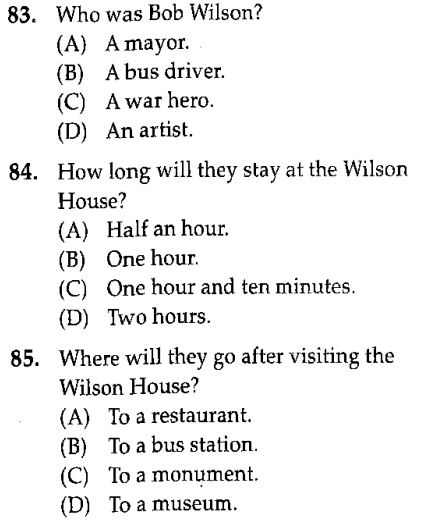 83. Who was Bob Wilson?
(A) A mayor.
(B) A bus driver.
(C) A war hero.
(D) An artist.
84. How long will they stay at the Wilson
House?
(A) Half an hour.
(B) One hour.
(C) One hour and ten minutes.
(D) Two hours.
85. Where will they go after visiting the
Wilson House?
(A) To a restaurant.
(B) To a bus station.
(C) To a monument.
(D) To a museum.